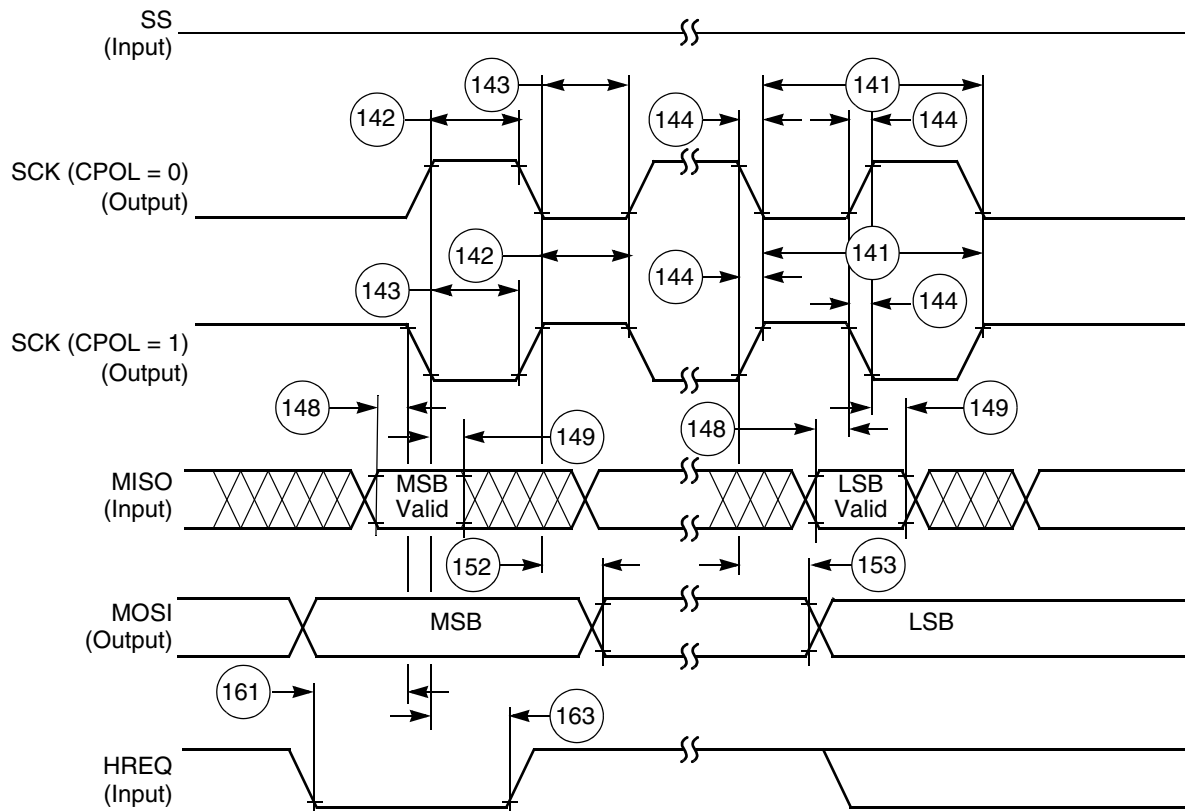 SS
(Input)
143
141
142
144
144
SCK (CPOL = 0)
(Output)
142
141
143
144
144
SCK (CPOL = 1)
(Output)
148
149
148
149
MISO
(Input)
MSB
Valid
LSB
Valid
152
153
MOSI
(Output)
MSB
LSB
161
163
HREQ
(Input)